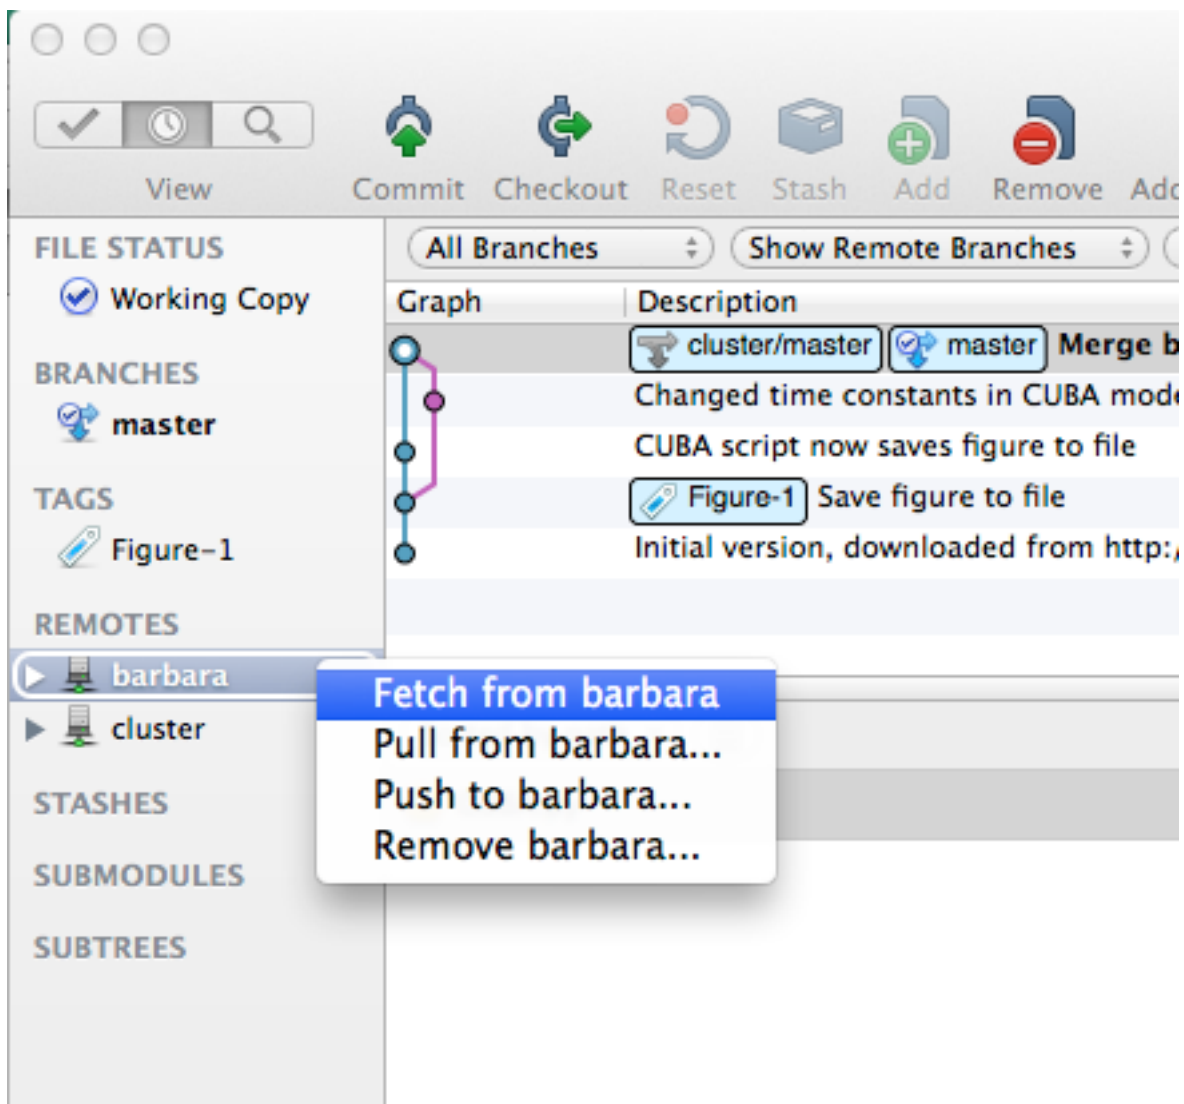 View Commit Checkout Reset Stash Add Remove
FILE STATUS
Working Copy
BRANCHES
master
TAGS
Figure-1
REMOTES
barbara
cluster
STASHES
SUBMODULES
SUBTREES
All Branches Show Remote Branches
Graph Description
cluster/master master Merge
Changed time constants in CUBA
CUBA script now saves figure to file
Figure-1 Save figure to file
Initial version, downloaded from http:/
Fetch from barbara
Pull from barbara...
Push to barbara...
Remove barbara...